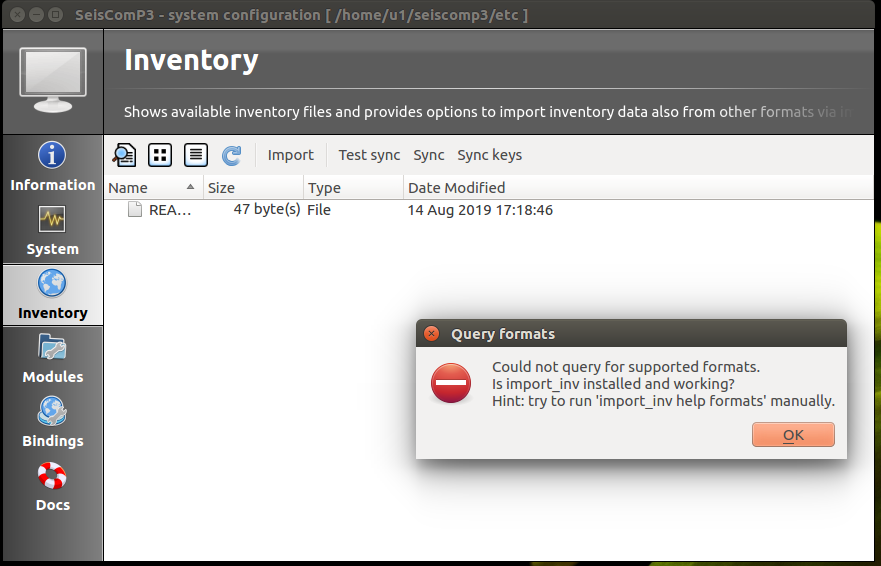 SeisComP3 - system configuration [ /home/u1/seiscomp3/etc ]
Inventory
Shows available inventory files and provides options to import inventory data also from other formats via
Information
System
Inventory
Modules
Bindings
Docs
Import Test sync Sync Sync keys
Name Size Type Date Modified
REA... 47 byte(s) File 14 Aug 2019 17:18:46
Query formats
Could not query for supported formats.
Is import_inv installed and working?
Hint: try to run 'import_inv help formats' manually.
OK